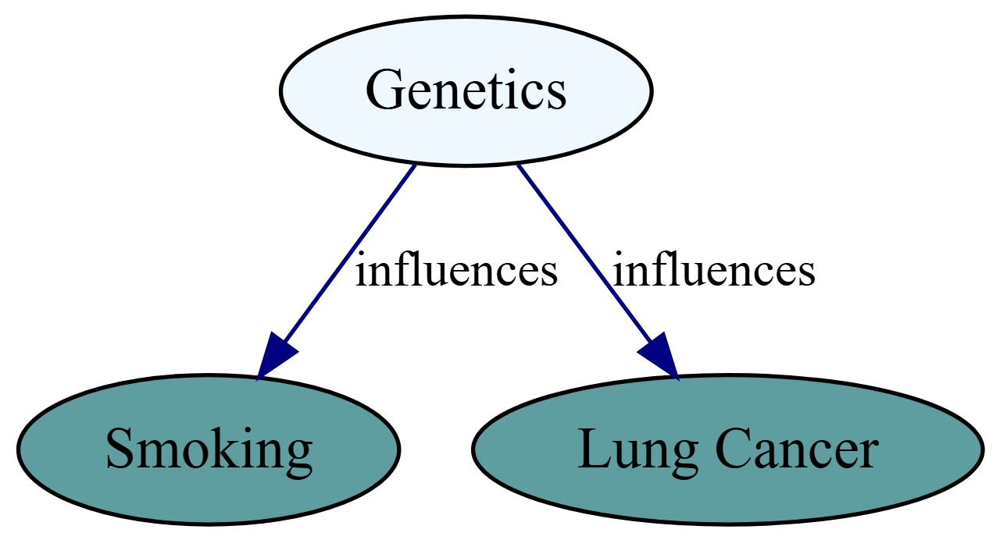 Genetics
influences
influences
Smoking
Lung Cancer